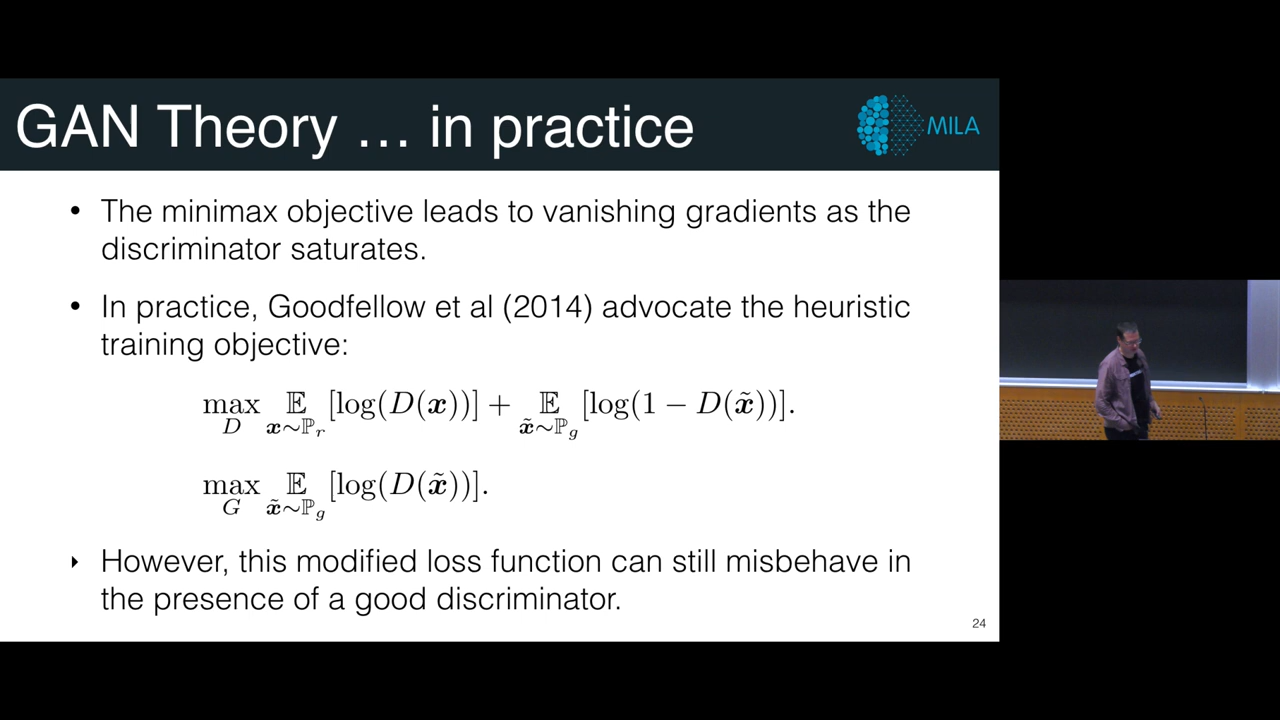 GAN Theory … in practice
MILA
• The minimax objective leads to vanishing gradients as the
discriminator saturates.
• In practice, Goodfellow et al (2014) advocate the heuristic
training objective:
max_D 𝔼_{x∼ℙ_r} [log(D(x))] + 𝔼_{x̃∼ℙ_g} [log(1 − D(x̃))].
max_G 𝔼_{x̃∼ℙ_g} [log(D(x̃))].
‣ However, this modified loss function can still misbehave in
the presence of a good discriminator.
24